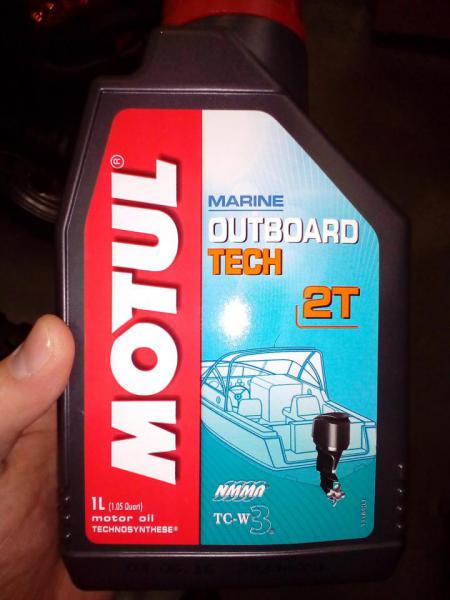 MOTUL®
MARINE
OUTBOARD
TECH
2T
1L (1.05 Quart)
motor oil
TECHNOSYNTHESE®
NMMA
TC-W3®